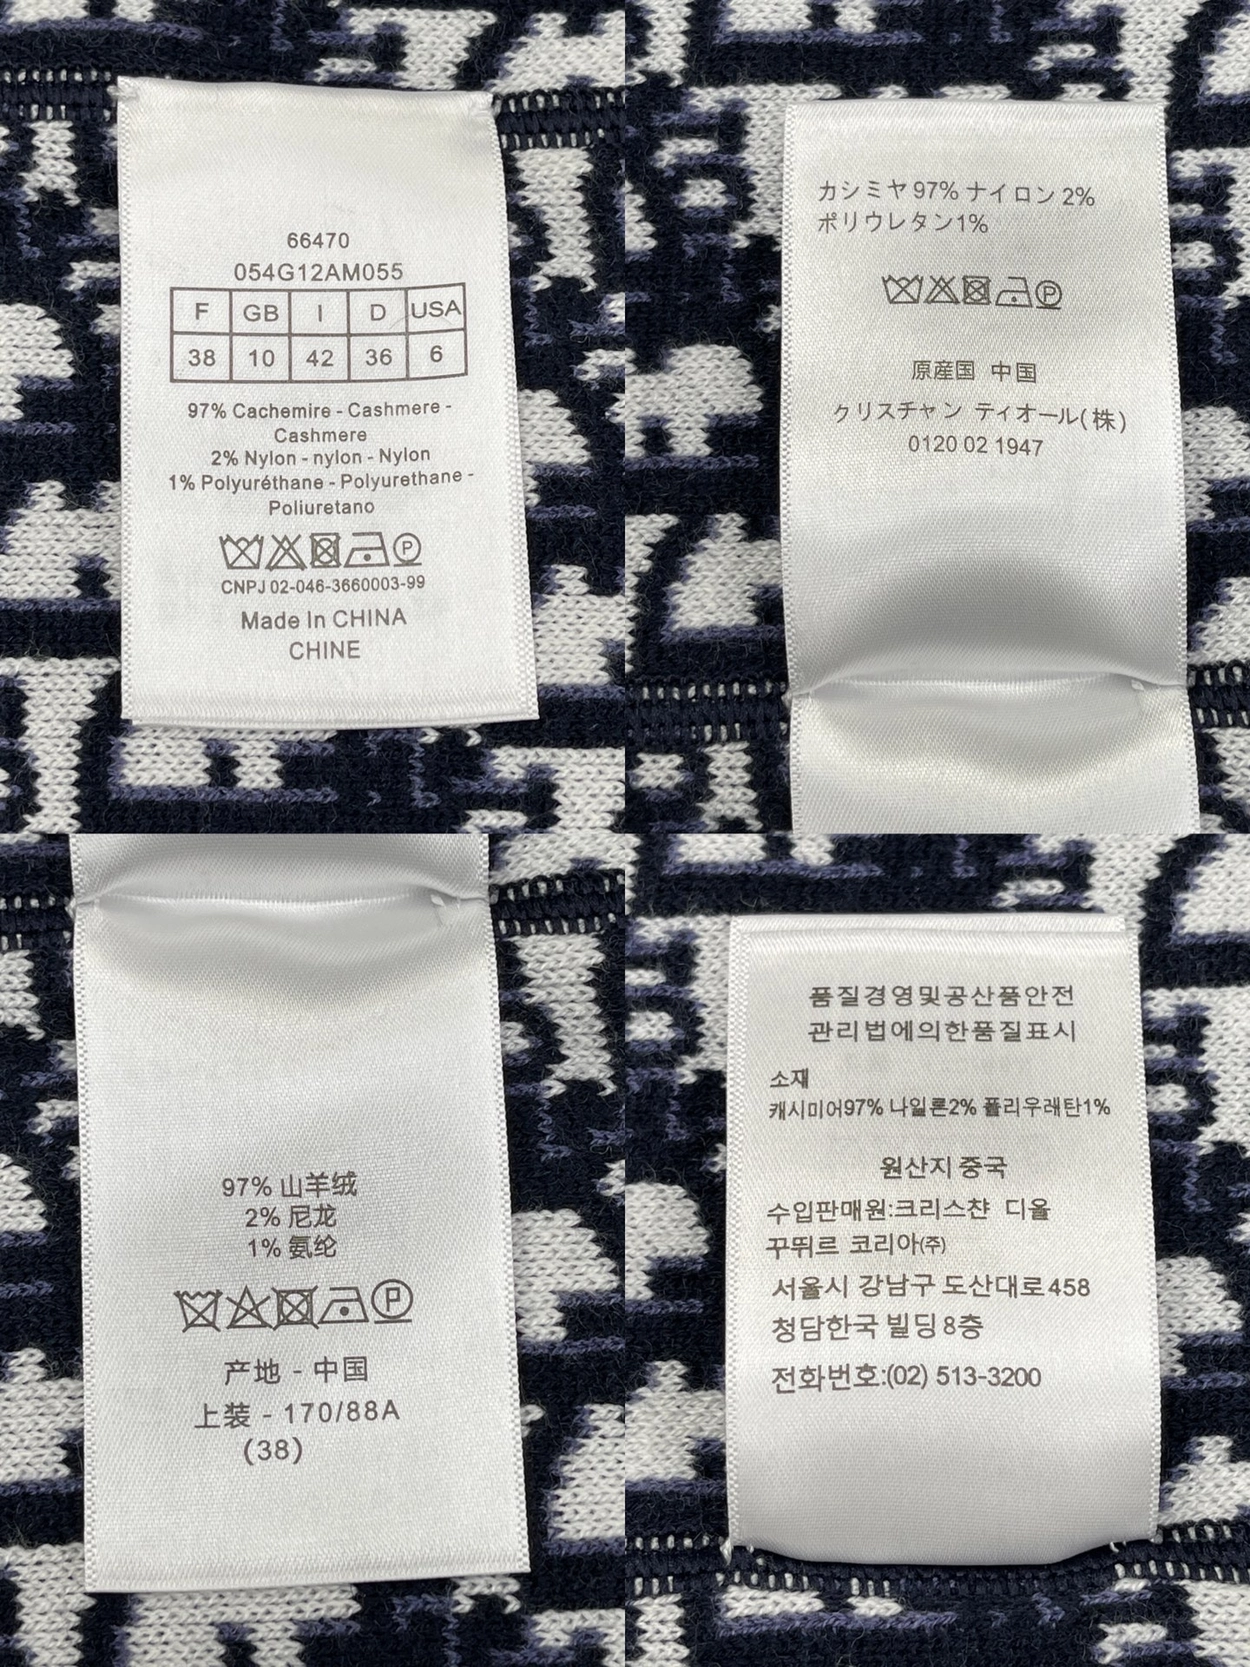 66470
054G12AM055
F GB I D USA
38 10 42 36 6
97% Cachemire - Cashmere -
Cashmere
2% Nylon - nylon - Nylon
1% Polyuréthane - Polyurethane -
Poliuretano
P
CNPJ 02-046-3660003-99
Made In CHINA
CHINE
カシミヤ 97% ナイロン 2%
ポリウレタン1%
P
原産国 中国
クリスチャン ディオール(株)
0120 02 1947
97% 山羊绒
2% 尼龙
1% 氨纶
P
产地 - 中国
上装 - 170/88A
(38)
품질경영및공산품안전
관리법에의한품질표시
소재
캐시미어97% 나일론2% 폴리우레탄1%
원산지 중국
수입판매원:크리스챤 디올
꾸뛰르 코리아(주)
서울시 강남구 도산대로458
청담한국 빌딩8층
전화번호:(02) 513-3200